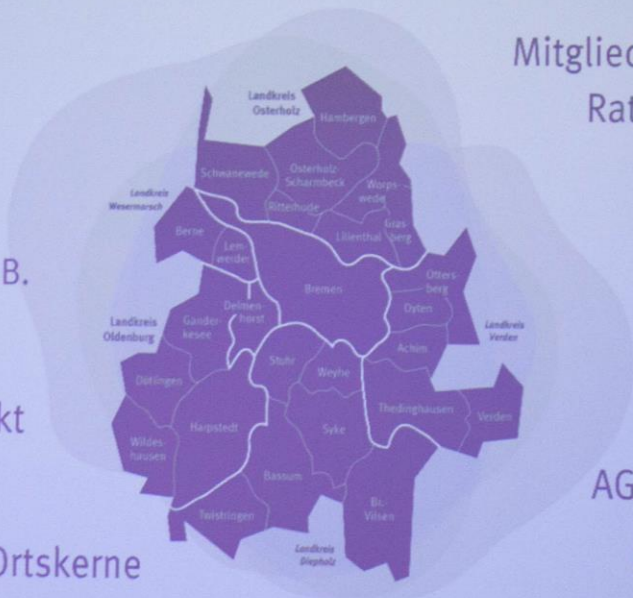 Mitglied
Rat
Landkreis
Osterholz
Hambergen
Schwanewede
Osterholz
Scharmbeck
Worps-
wede
Ritterhude
Landkreis
Wesermarsch
Berne
Lem-
werder
Lilienthal
Gras
berg
B.
Bremen
Otters-
berg
Oyten
Delmen-
horst
Gander-
kesee
Landkreis
Oldenburg
Landkreis
Verden
Achim
Stuhr
Weyhe
Dötlingen
Thedinghausen
Verden
kt
Harpstedt
Syke
Wildes-
hausen
Bassum
AG
Br.
Vilsen
Twistringen
Landkreis
Diepholz
Ortskerne